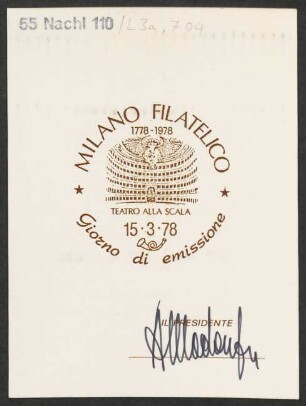 55 Nachl 110/L3a, 704
MILANO FILATELICO
1778-1978
TEATRO ALLA SCALA
15·3·78
Giorno di emissione
IL PRESIDENTE